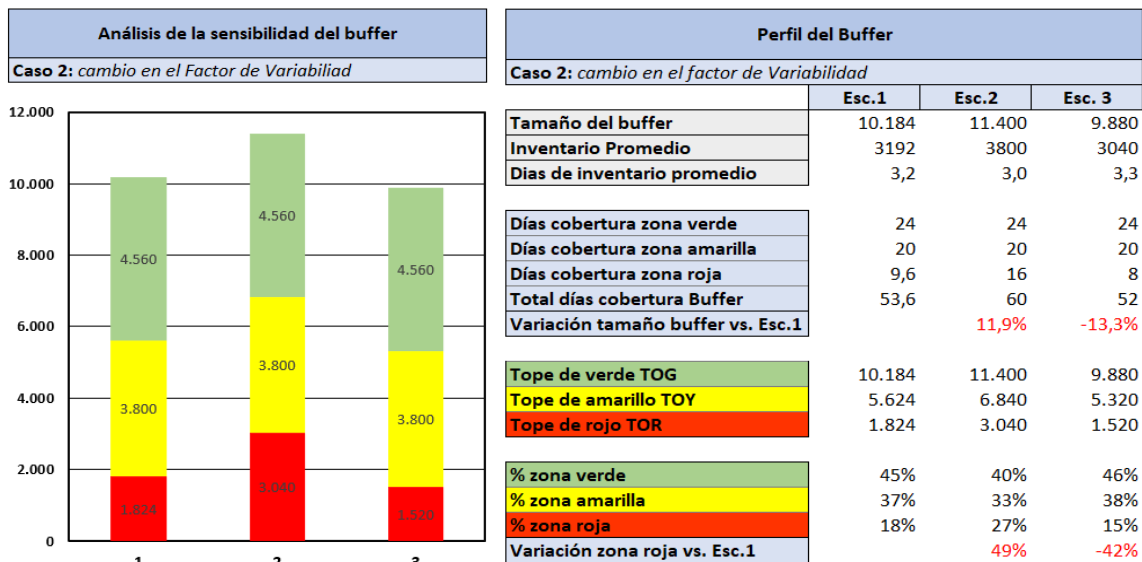 Análisis de la sensibilidad del buffer
Caso 2: cambio en el Factor de Variabiliad
12.000
10.000
8.000
6.000
4.000
2.000
0
4.560
3.800
1.824
4.560
3.800
3.040
4.560
3.800
1.520
1 2 3
Perfil del Buffer
Caso 2: cambio en el factor de Variabilidad
Esc.1 Esc.2 Esc. 3
Tamaño del buffer 10.184 11.400 9.880
Inventario Promedio 3192 3800 3040
Dias de inventario promedio 3,2 3,0 3,3
Días cobertura zona verde 24 24 24
Días cobertura zona amarilla 20 20 20
Días cobertura zona roja 9,6 16 8
Total días cobertura Buffer 53,6 60 52
Variación tamaño buffer vs. Esc.1 11,9% -13,3%
Tope de verde TOG 10.184 11.400 9.880
Tope de amarillo TOY 5.624 6.840 5.320
Tope de rojo TOR 1.824 3.040 1.520
% zona verde 45% 40% 46%
% zona amarilla 37% 33% 38%
% zona roja 18% 27% 15%
Variación zona roja vs. Esc.1 49% -42%